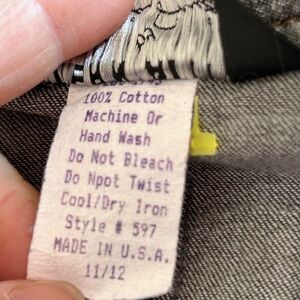 100% Cotton
Machine Or
Hand Wash
Do Not Bleach
Do Npot Twist
Cool/Dry Iron
Style # 597
MADE IN U.S.A.
11/12